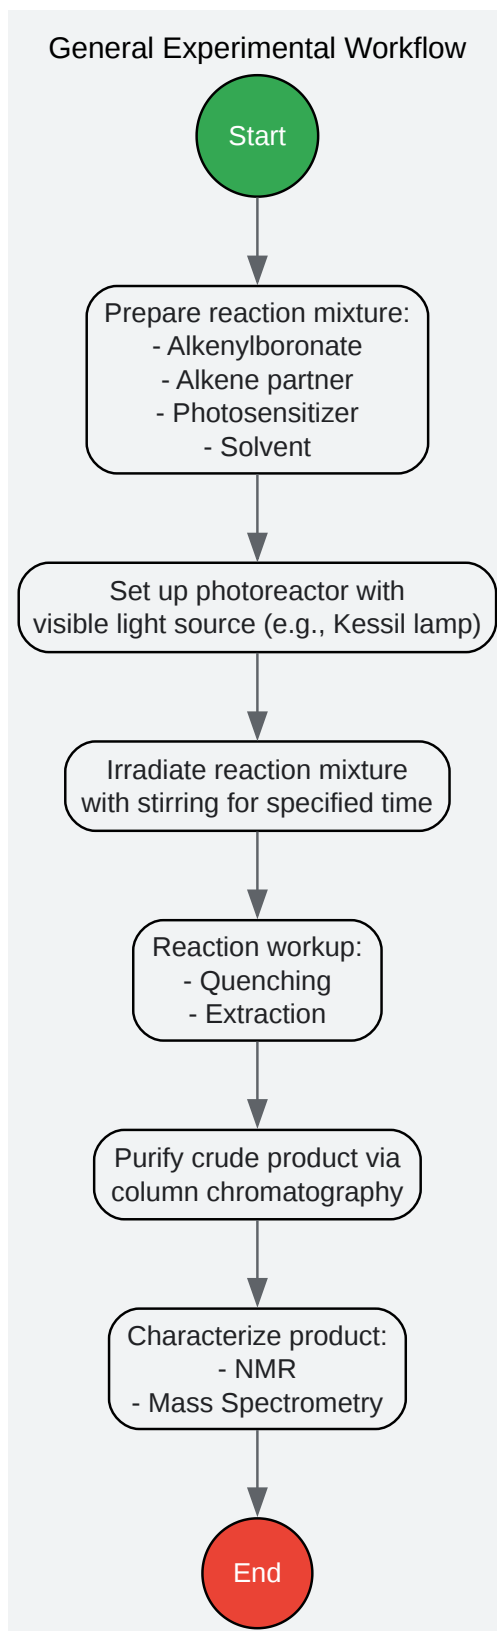 General Experimental Workflow
Start
Prepare reaction mixture:
- Alkenylboronate
- Alkene partner
- Photosensitizer
- Solvent
Set up photoreactor with
visible light source (e.g., Kessil lamp)
Irradiate reaction mixture
with stirring for specified time
Reaction workup:
- Quenching
- Extraction
Purify crude product via
column chromatography
Characterize product:
- NMR
- Mass Spectrometry
End